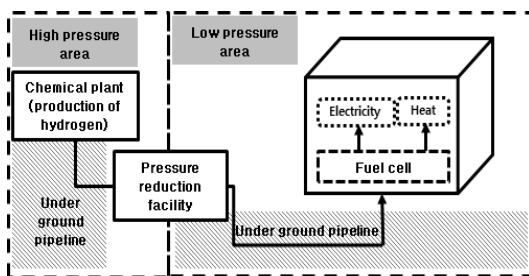 High pressure
area
Low pressure
area
Chemical plant
(production of
hydrogen)
Electricity
Heat
Fuel cell
Pressure
reduction
facility
Under
ground
pipeline
Under ground pipeline